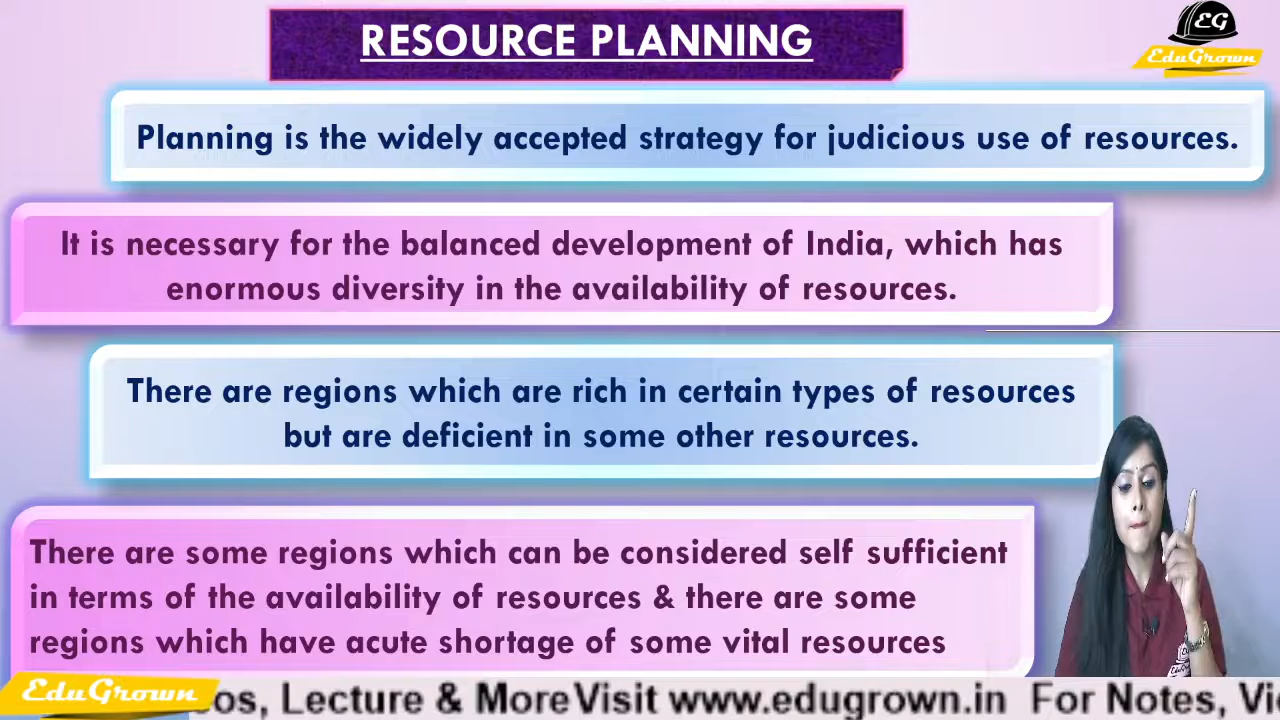 RESOURCE PLANNING
EG
EduGrown
Planning is the widely accepted strategy for judicious use of resources.
It is necessary for the balanced development of India, which has
enormous diversity in the availability of resources.
There are regions which are rich in certain types of resources
but are deficient in some other resources.
There are some regions which can be considered self sufficient
in terms of the availability of resources & there are some
regions which have acute shortage of some vital resources
EduGrown
os, Lecture & More Visit www.edugrown.in For Notes, Vi